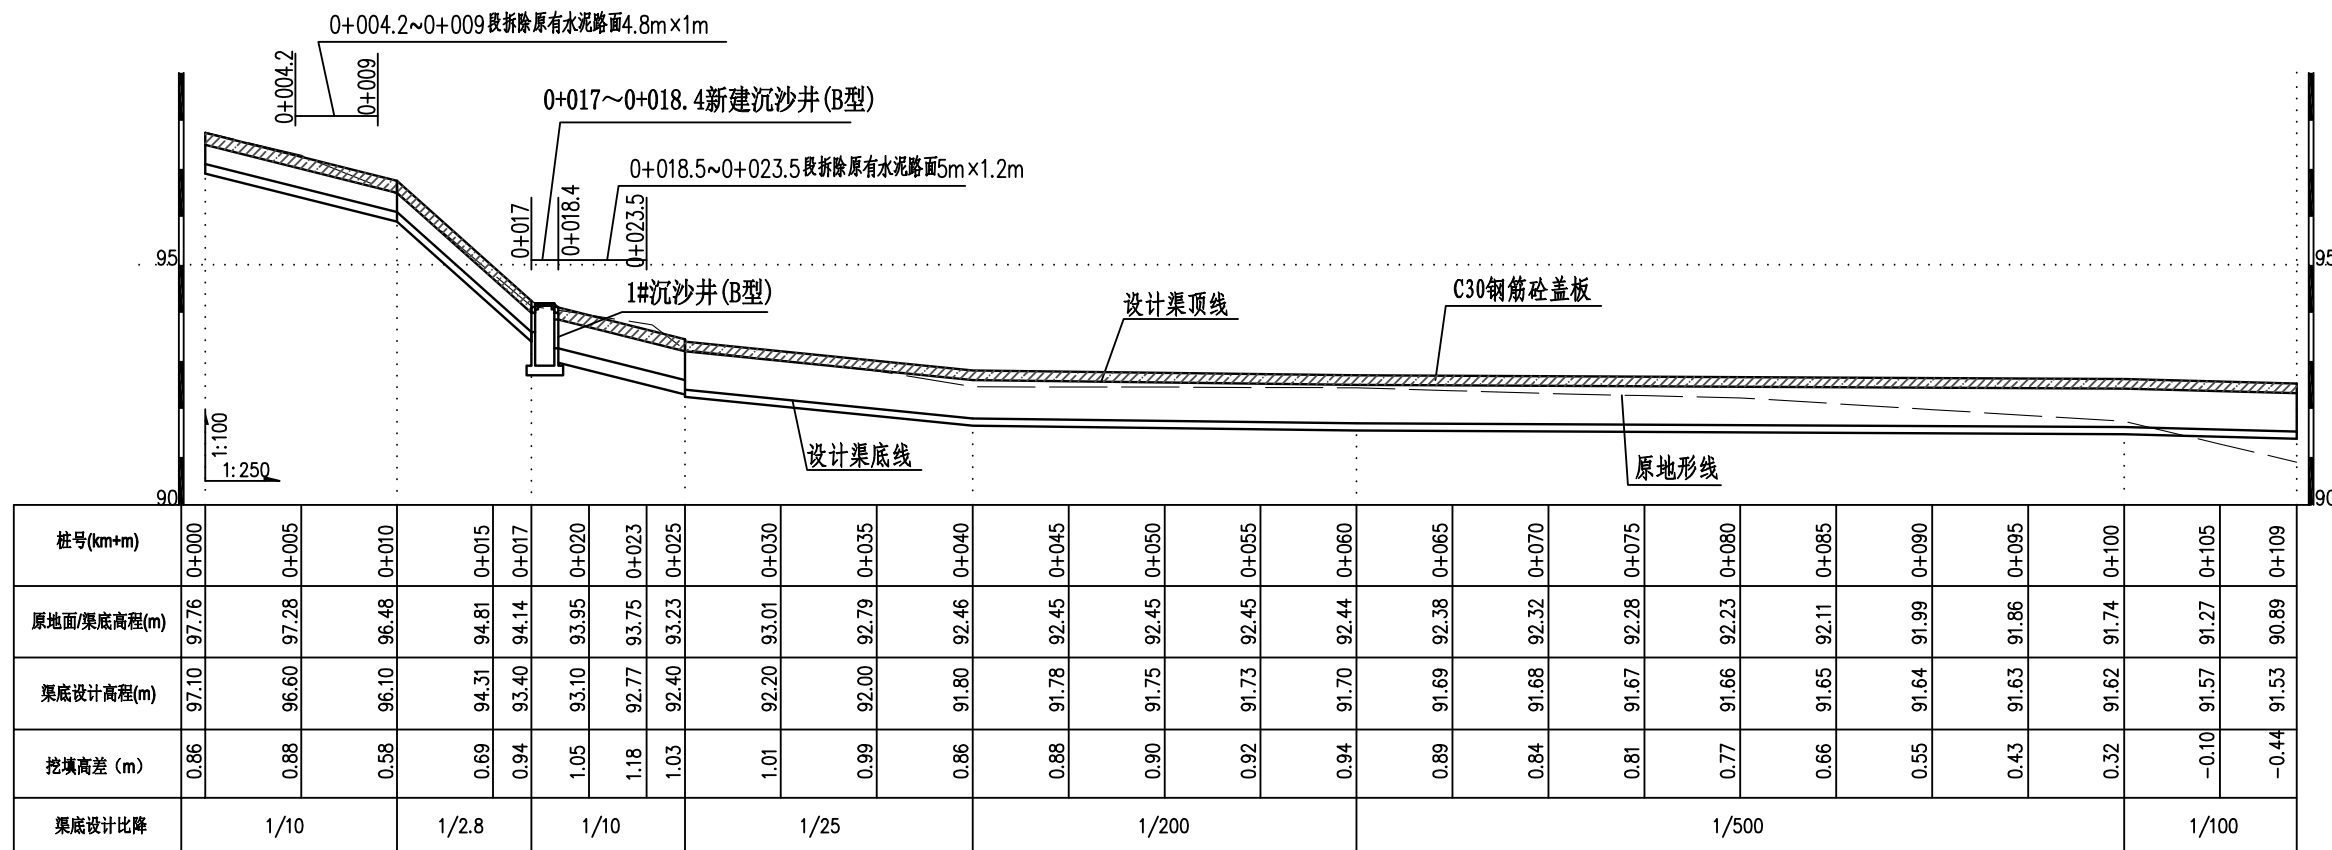 0+004.2~0+009段拆除原有水泥路面4.8m×1m
0+004.2
0+009
0+017～0+018.4新建沉沙井(B型)
0+018.5~0+023.5段拆除原有水泥路面5m×1.2m
0+017
0+018.4
0+023.5
95
95
1#沉沙井(B型)
设计渠顶线
C30钢筋砼盖板
1:100
1:250
设计渠底线
原地形线
90
90
桩号(km+m) 0+000 0+005 0+010 0+015 0+017 0+020 0+023 0+025 0+030 0+035 0+040 0+045 0+050 0+055 0+060 0+065 0+070 0+075 0+080 0+085 0+090 0+095 0+100 0+105 0+109
原地面/渠底高程(m) 97.76 97.28 96.48 94.81 94.14 93.95 93.75 93.23 93.01 92.79 92.46 92.45 92.45 92.45 92.44 92.38 92.32 92.28 92.23 92.11 91.99 91.86 91.74 91.27 90.89
渠底设计高程(m) 97.10 96.60 96.10 94.31 93.40 93.10 92.77 92.40 92.20 92.00 91.80 91.78 91.75 91.73 91.70 91.69 91.68 91.67 91.66 91.65 91.64 91.63 91.62 91.57 91.53
挖填高差（m） 0.86 0.88 0.58 0.69 0.94 1.05 1.18 1.03 1.01 0.99 0.86 0.88 0.90 0.92 0.94 0.89 0.84 0.81 0.77 0.66 0.55 0.43 0.32 -0.10 -0.44
渠底设计比降 1/10 1/2.8 1/10 1/25 1/200 1/500 1/100